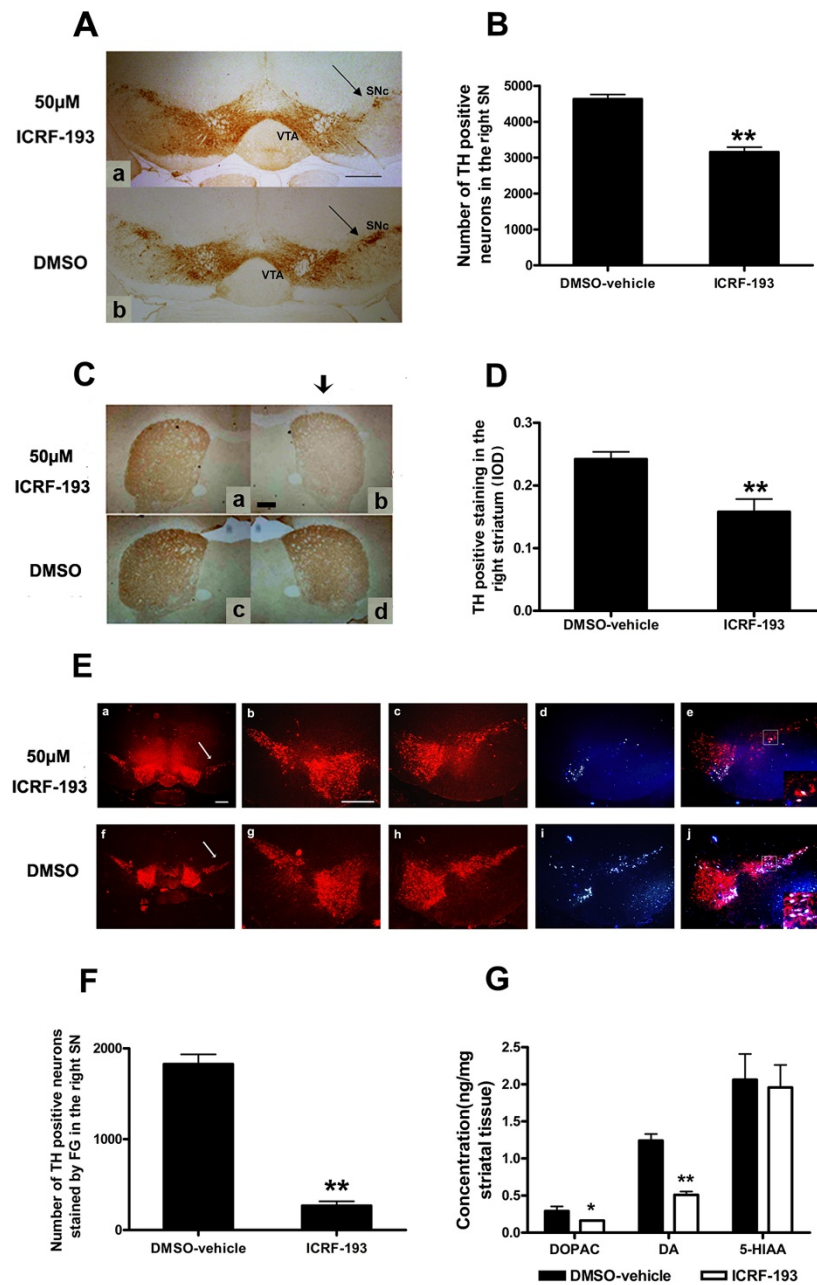 A
50μM
ICRF-193
SNc
VTA
a
DMSO
SNc
VTA
b
B
Number of TH positive
neurons in the right SN
5000
4000
3000
2000
1000
0
**
DMSO-vehicle ICRF-193
C
50μM
ICRF-193
a b
DMSO
c d
D
TH positive staining in the
right striatum (IOD)
0.3
0.2
0.1
0.0
**
DMSO-vehicle ICRF-193
E
50μM
ICRF-193
a b c d e
DMSO
f g h i j
F
Number of TH positive neurons
stained by FG in the right SN
2000
1000
0
**
DMSO-vehicle ICRF-193
G
Concentration(ng/mg
striatal tissue)
2.5
2.0
1.5
1.0
0.5
0.0
* **
DOPAC DA 5-HIAA
DMSO-vehicle ICRF-193